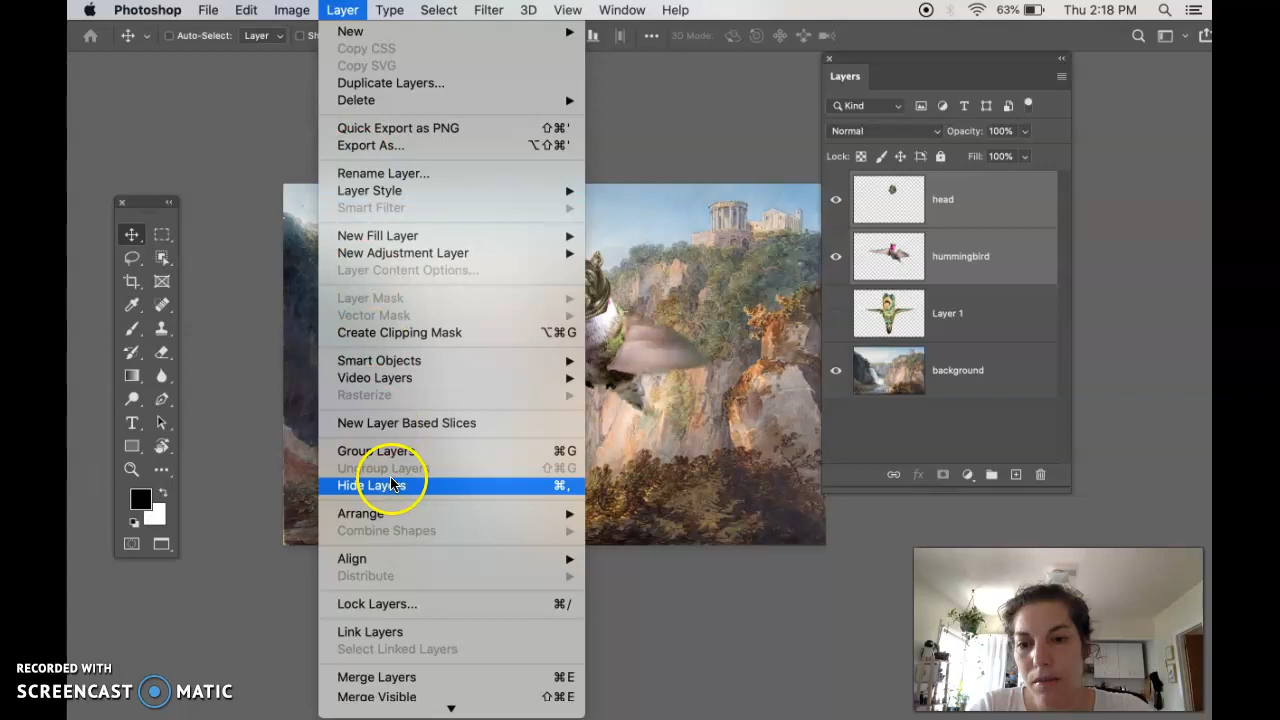 Photoshop File Edit Image Layer Type Select Filter 3D View Window Help 63% Thu 2:18 PM
Auto-Select: Layer 3D Mode:
New
Copy CSS
Copy SVG
Duplicate Layers...
Delete
Quick Export as PNG ⇧⌘'
Export As... ⌥⇧⌘'
Rename Layer...
Layer Style
Smart Filter
New Fill Layer
New Adjustment Layer
Layer Content Options...
Layer Mask
Vector Mask
Create Clipping Mask ⌥⌘G
Smart Objects
Video Layers
Rasterize
New Layer Based Slices
Group Layers ⌘G
Ungroup Layers ⇧⌘G
Hide Layers ⌘,
Arrange
Combine Shapes
Align
Distribute
Lock Layers... ⌘/
Link Layers
Select Linked Layers
Merge Layers ⌘E
Merge Visible ⇧⌘E
Layers
Kind
Normal Opacity: 100%
Lock: Fill: 100%
head
hummingbird
Layer 1
background
RECORDED WITH
SCREENCAST MATIC